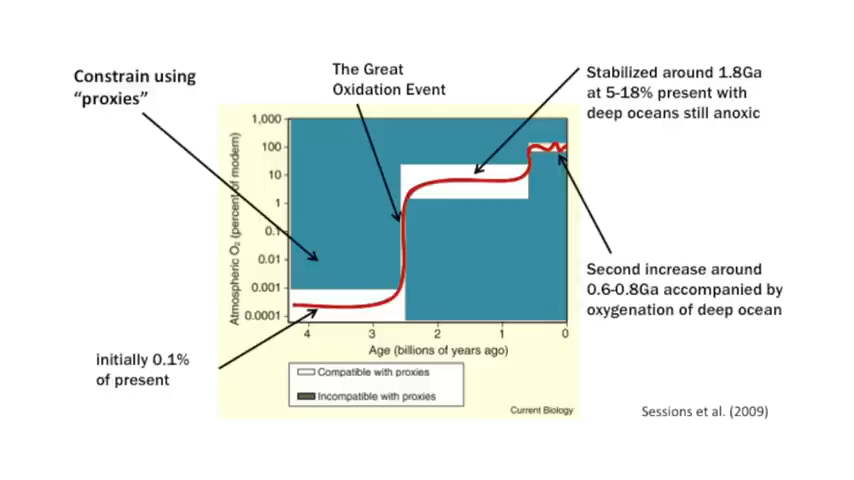 Constrain using
“proxies”
The Great
Oxidation Event
Stabilized around 1.8Ga
at 5-18% present with
deep oceans still anoxic
1,000
100
10
1
0.1
0.01
0.001
0.0001
Atmospheric O₂ (percent of modern)
4
3
2
1
0
Age (billions of years ago)
Second increase around
0.6-0.8Ga accompanied by
oxygenation of deep ocean
initially 0.1%
of present
Compatible with proxies
Incompatible with proxies
Current Biology
Sessions et al. (2009)